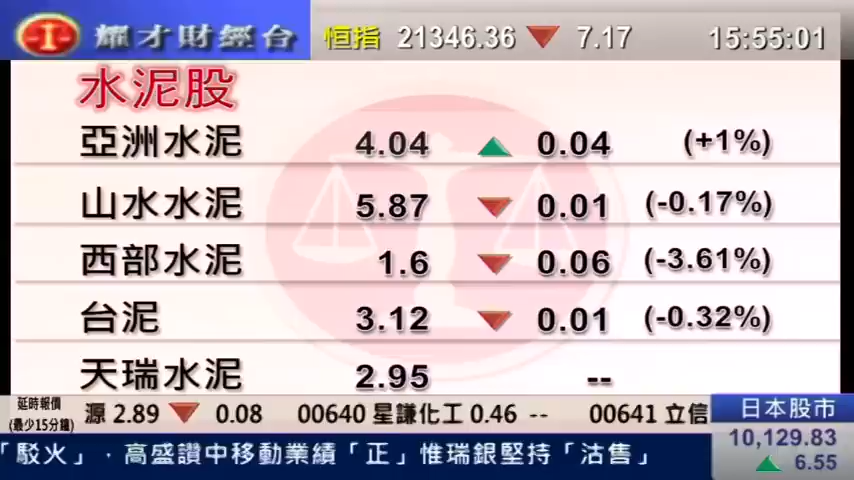 耀才財經台 恒指 21346.36 ▼ 7.17 15:55:01
水泥股
亞洲水泥 4.04 ▲ 0.04 (+1%)
山水水泥 5.87 ▼ 0.01 (-0.17%)
西部水泥 1.6 ▼ 0.06 (-3.61%)
台泥 3.12 ▼ 0.01 (-0.32%)
天瑞水泥 2.95 --
延時報價
(最少15分鐘)
源 2.89 ▼ 0.08 00640 星謙化工 0.46 -- 00641 立信
日本股市
10,129.83
▲ 6.55
「駁火」﹒高盛讚中移動業績「正」惟瑞銀堅持「沽售」